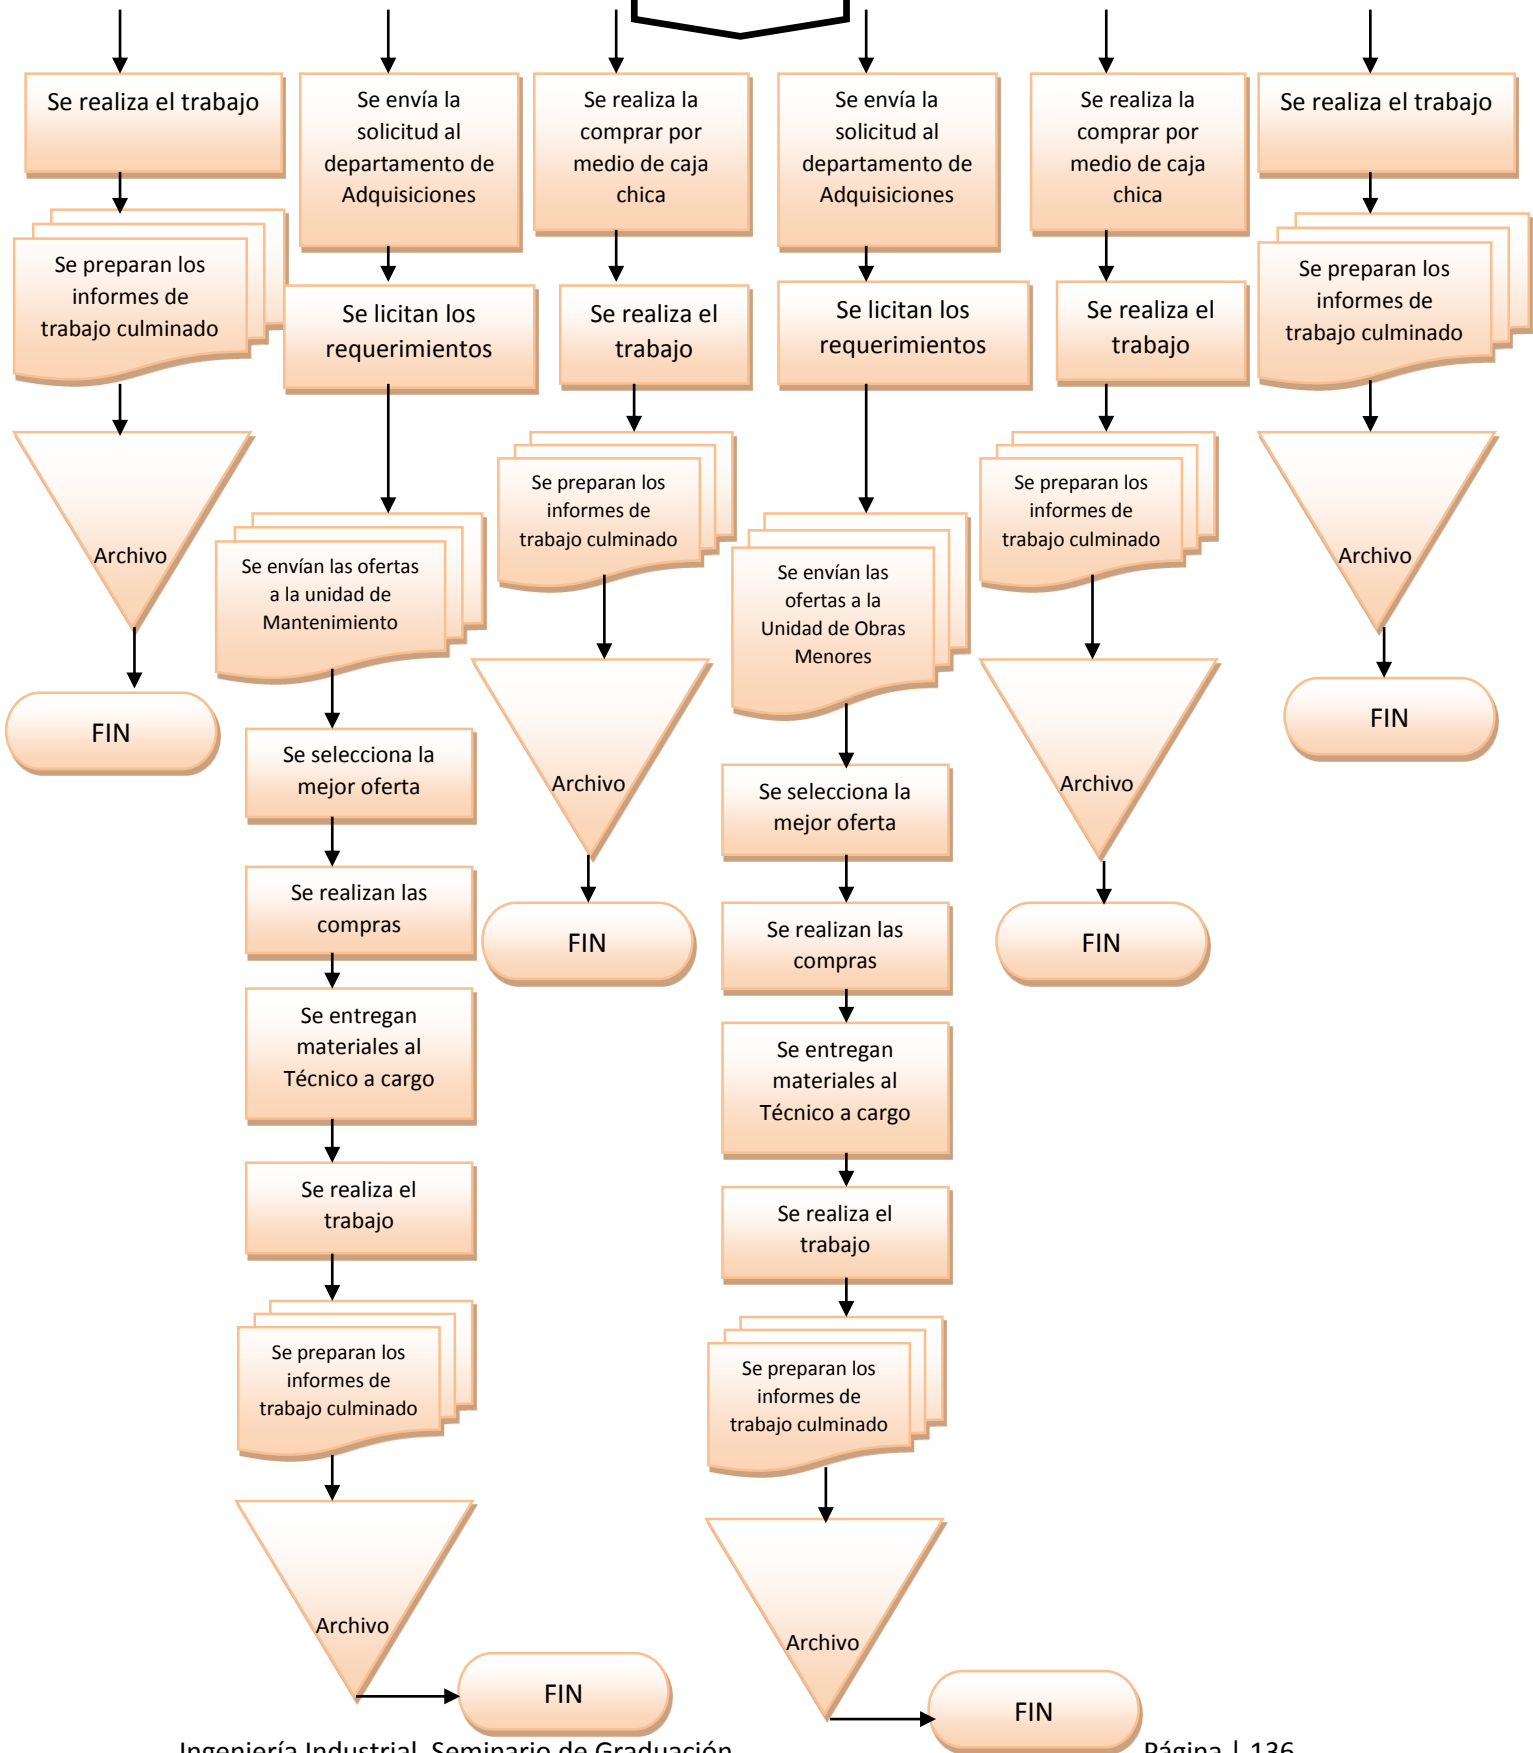 Se realiza el trabajo
Se preparan los
informes de
trabajo culminado
Archivo
FIN
Se envía la
solicitud al
departamento de
Adquisiciones
Se licitan los
requerimientos
Se envían las ofertas
a la unidad de
Mantenimiento
Se selecciona la
mejor oferta
Se realizan las
compras
Se entregan
materiales al
Técnico a cargo
Se realiza el
trabajo
Se preparan los
informes de
trabajo culminado
Archivo
FIN
Se realiza la
comprar por
medio de caja
chica
Se realiza el
trabajo
Se preparan los
informes de
trabajo culminado
Archivo
FIN
Se envía la
solicitud al
departamento de
Adquisiciones
Se licitan los
requerimientos
Se envían las
ofertas a la
Unidad de Obras
Menores
Se selecciona la
mejor oferta
Se realizan las
compras
Se entregan
materiales al
Técnico a cargo
Se realiza el
trabajo
Se preparan los
informes de
trabajo culminado
Archivo
FIN
Se realiza la
comprar por
medio de caja
chica
Se realiza el
trabajo
Se preparan los
informes de
trabajo culminado
Archivo
FIN
Se realiza el trabajo
Se preparan los
informes de
trabajo culminado
Archivo
FIN
Ingeniería Industrial. Seminario de Graduación
Página | 136